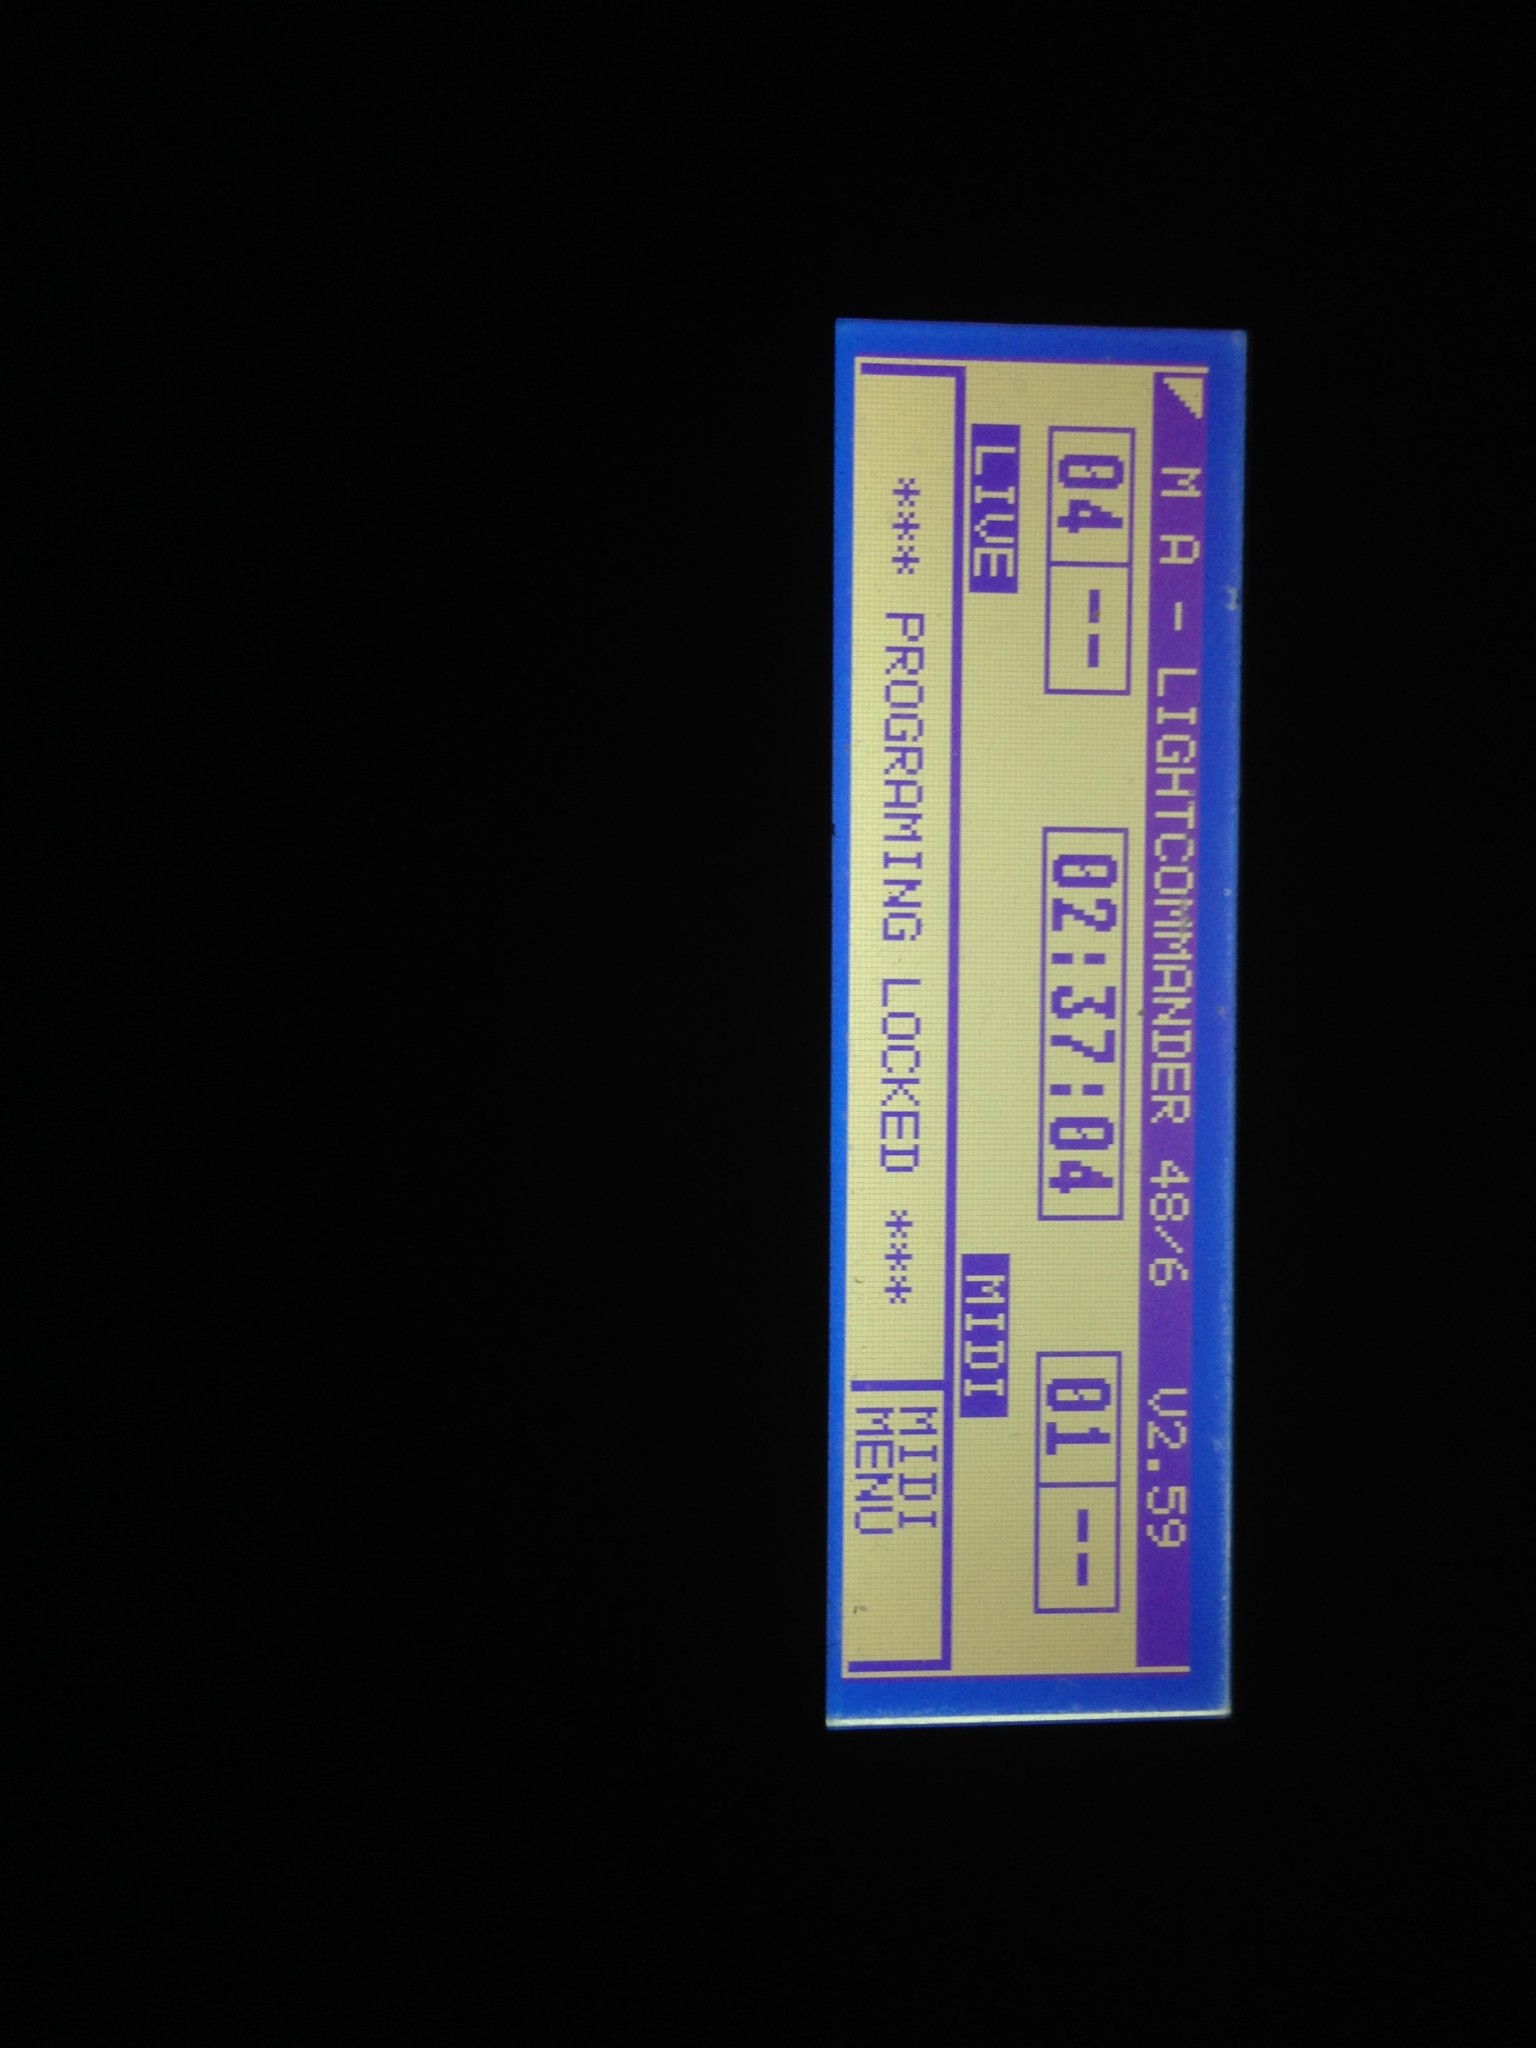 M A - LIGHTCOMMANDER 48/6 V2.59
04 -- 02:37:04 01 --
LIVE MIDI
*** PROGRAMING LOCKED *** MIDI
MENU